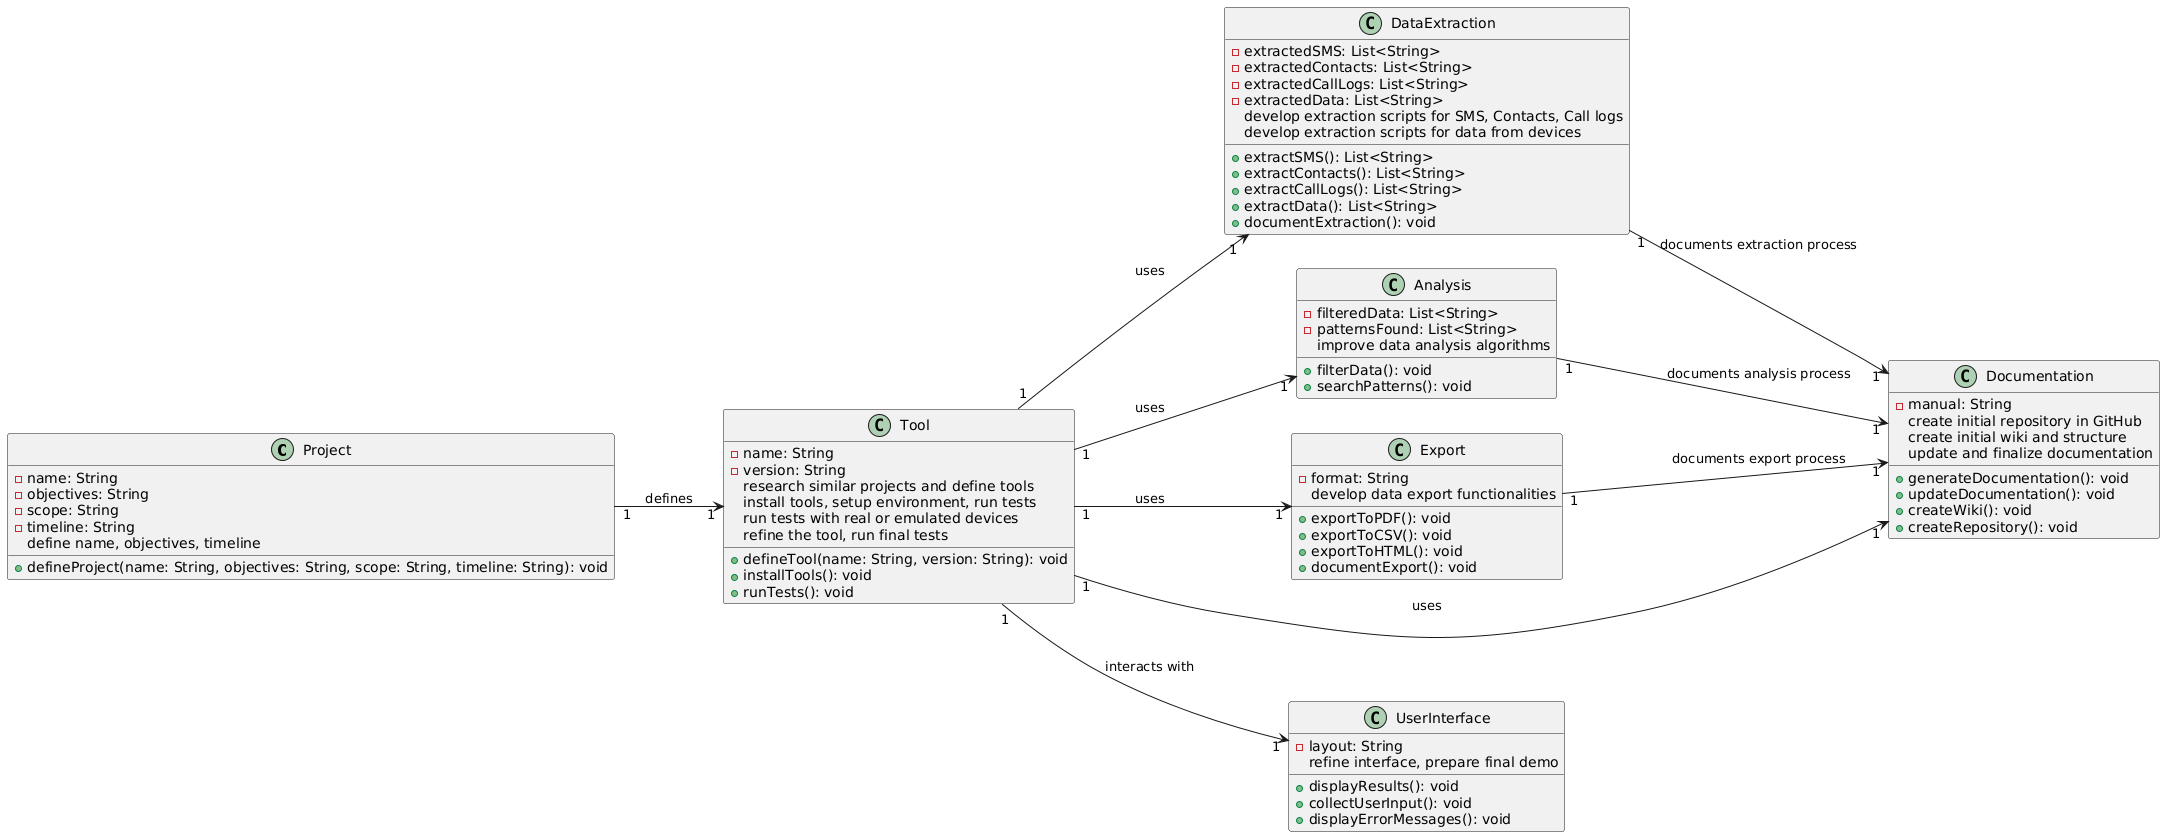 C DataExtraction
extractedSMS: List<String>
extractedContacts: List<String>
extractedCallLogs: List<String>
extractedData: List<String>
develop extraction scripts for SMS, Contacts, Call logs
develop extraction scripts for data from devices
extractSMS(): List<String>
extractContacts(): List<String>
extractCallLogs(): List<String>
extractData(): List<String>
documentExtraction(): void
1
1
documents extraction process
uses
C Analysis
filteredData: List<String>
patternsFound: List<String>
improve data analysis algorithms
filterData(): void
searchPatterns(): void
1
1
documents analysis process
1
1
uses
1
C Documentation
manual: String
create initial repository in GitHub
create initial wiki and structure
update and finalize documentation
generateDocumentation(): void
updateDocumentation(): void
createWiki(): void
createRepository(): void
C Project
name: String
objectives: String
scope: String
timeline: String
define name, objectives, timeline
defineProject(name: String, objectives: String, scope: String, timeline: String): void
defines
1
1
C Tool
name: String
version: String
research similar projects and define tools
install tools, setup environment, run tests
run tests with real or emulated devices
refine the tool, run final tests
defineTool(name: String, version: String): void
installTools(): void
runTests(): void
1
uses
1
1
C Export
format: String
develop data export functionalities
exportToPDF(): void
exportToCSV(): void
exportToHTML(): void
documentExport(): void
documents export process
1
1
1
uses
1
1
interacts with
1
C UserInterface
layout: String
refine interface, prepare final demo
displayResults(): void
collectUserInput(): void
displayErrorMessages(): void